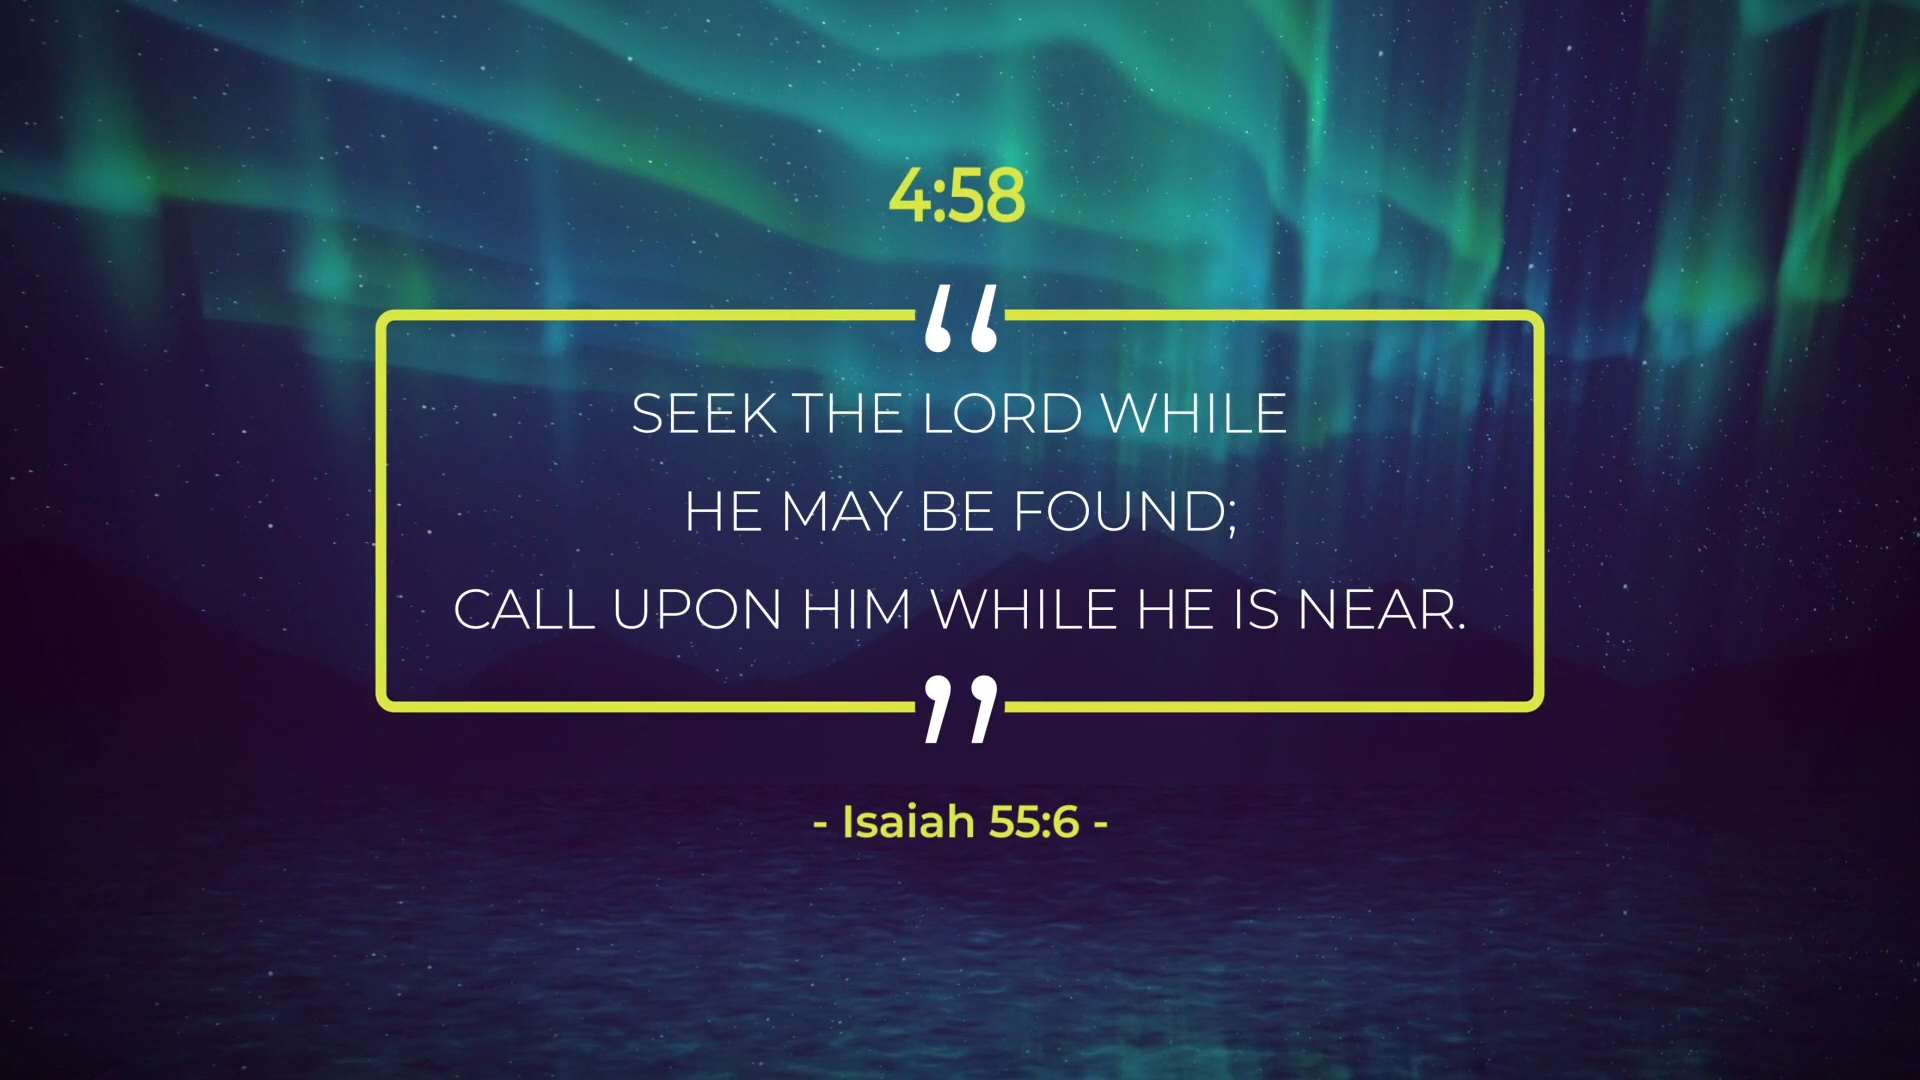 4:58
“
SEEK THE LORD WHILE
HE MAY BE FOUND;
CALL UPON HIM WHILE HE IS NEAR.
”
- Isaiah 55:6 -